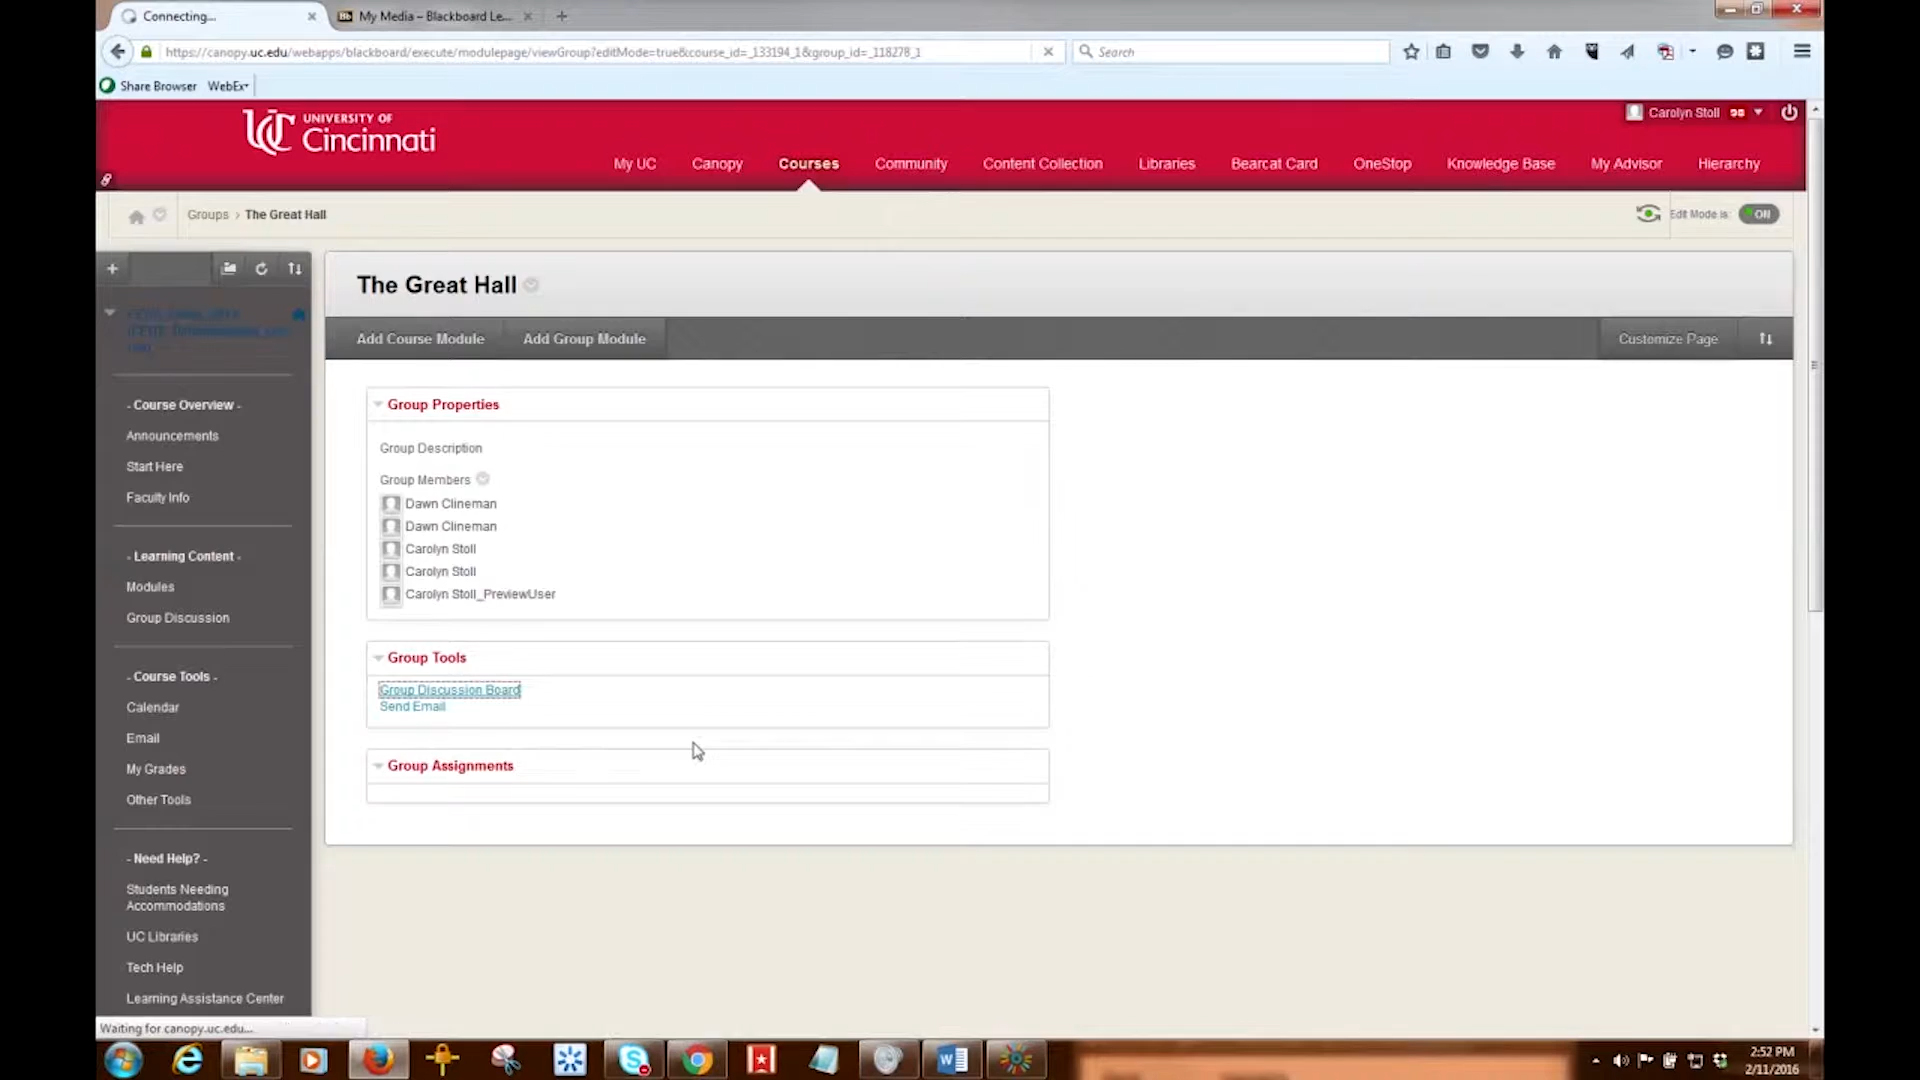 Connecting...
My Media – Blackboard Le...
https://canopy.uc.edu/webapps/blackboard/execute/modulepage/viewGroup?editMode=true&course_id=_133194_1&group_id=_118278_1
Search
Share Browser WebEx
UNIVERSITY OF
Cincinnati
Carolyn Stoll
My UC Canopy Courses Community Content Collection Libraries Bearcat Card OneStop Knowledge Base My Advisor Hierarchy
Groups › The Great Hall
Edit Mode is: ON
The Great Hall
Add Course Module Add Group Module Customize Page
- Course Overview -
Announcements
Start Here
Faculty Info
- Learning Content -
Modules
Group Discussion
- Course Tools -
Calendar
Email
My Grades
Other Tools
- Need Help? -
Students Needing
Accommodations
UC Libraries
Tech Help
Learning Assistance Center
Group Properties
Group Description
Group Members
Dawn Clineman
Dawn Clineman
Carolyn Stoll
Carolyn Stoll
Carolyn Stoll_PreviewUser
Group Tools
Group Discussion Board
Send Email
Group Assignments
Waiting for canopy.uc.edu...
2:52 PM
2/11/2016